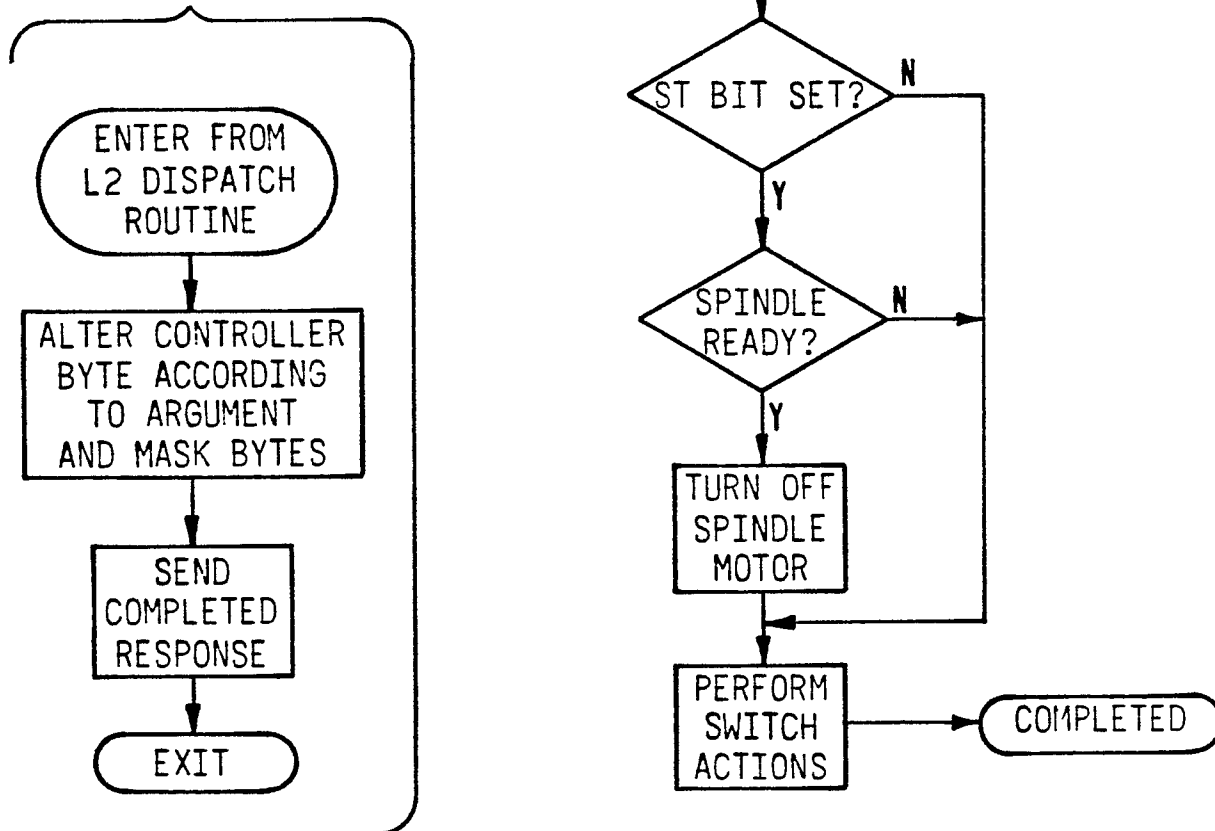 ENTER FROM
L2 DISPATCH
ROUTINE
ALTER CONTROLLER
BYTE ACCORDING
TO ARGUMENT
AND MASK BYTES
SEND
COMPLETED
RESPONSE
EXIT
ST BIT SET?
N
Y
SPINDLE
READY?
N
Y
TURN OFF
SPINDLE
MOTOR
PERFORM
SWITCH
ACTIONS
COMPLETED